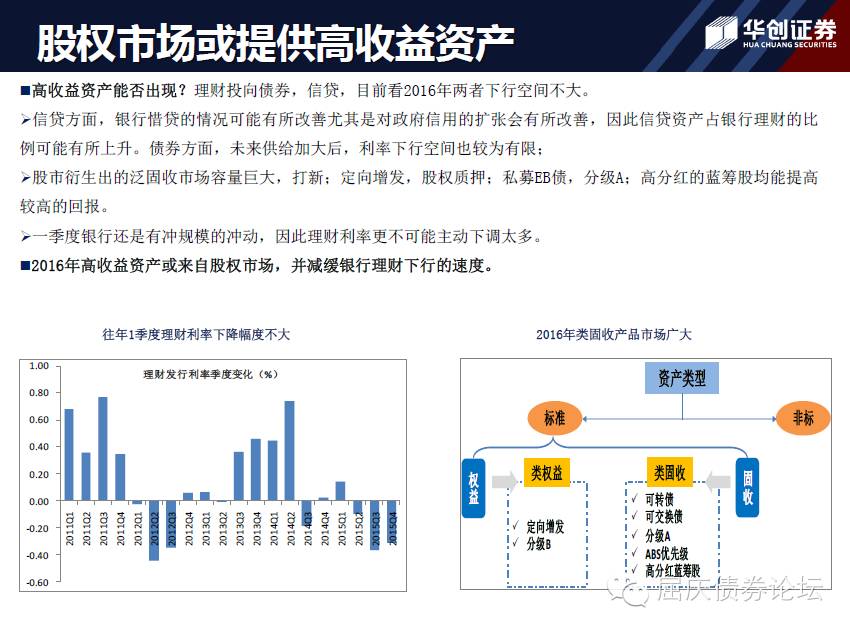 股权市场或提供高收益资产
华创证券
HUA CHUANG SECURITIES
■高收益资产能否出现？理财投向债券，信贷，目前看2016年两者下行空间不大。
➢信贷方面，银行惜贷的情况可能有所改善尤其是对政府信用的扩张会有所改善，因此信贷资产占银行理财的比
例可能有所上升。债券方面，未来供给加大后，利率下行空间也较为有限；
➢股市衍生出的泛固收市场容量巨大，打新；定向增发，股权质押；私募EB债，分级A；高分红的蓝筹股均能提高
较高的回报。
➢一季度银行还是有冲规模的冲动，因此理财利率更不可能主动下调太多。
■2016年高收益资产或来自股权市场，并减缓银行理财下行的速度。
往年1季度理财利率下降幅度不大
理财发行利率季度变化（%）
1.00
0.80
0.60
0.40
0.20
0.00
-0.20
-0.40
-0.60
2011Q1
2011Q2
2011Q3
2011Q4
2012Q1
2012Q2
2012Q3
2012Q4
2013Q1
2013Q2
2013Q3
2013Q4
2014Q1
2014Q2
2014Q3
2014Q4
2015Q1
2015Q2
2015Q3
2015Q4
2016年类固收产品市场广大
资产类型
标准
非标
权益
类权益
类固收
固收
✓ 定向增发
✓ 分级B
✓ 可转债
✓ 可交换债
✓ 分级A
✓ ABS优先级
✓ 高分红蓝筹股
屈庆债券论坛